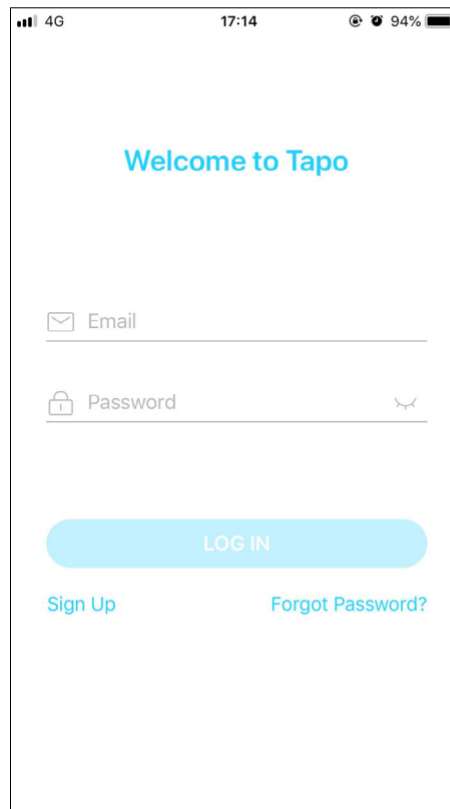 4G 17:14 94%
Welcome to Tapo
Email
Password
LOG IN
Sign Up Forgot Password?